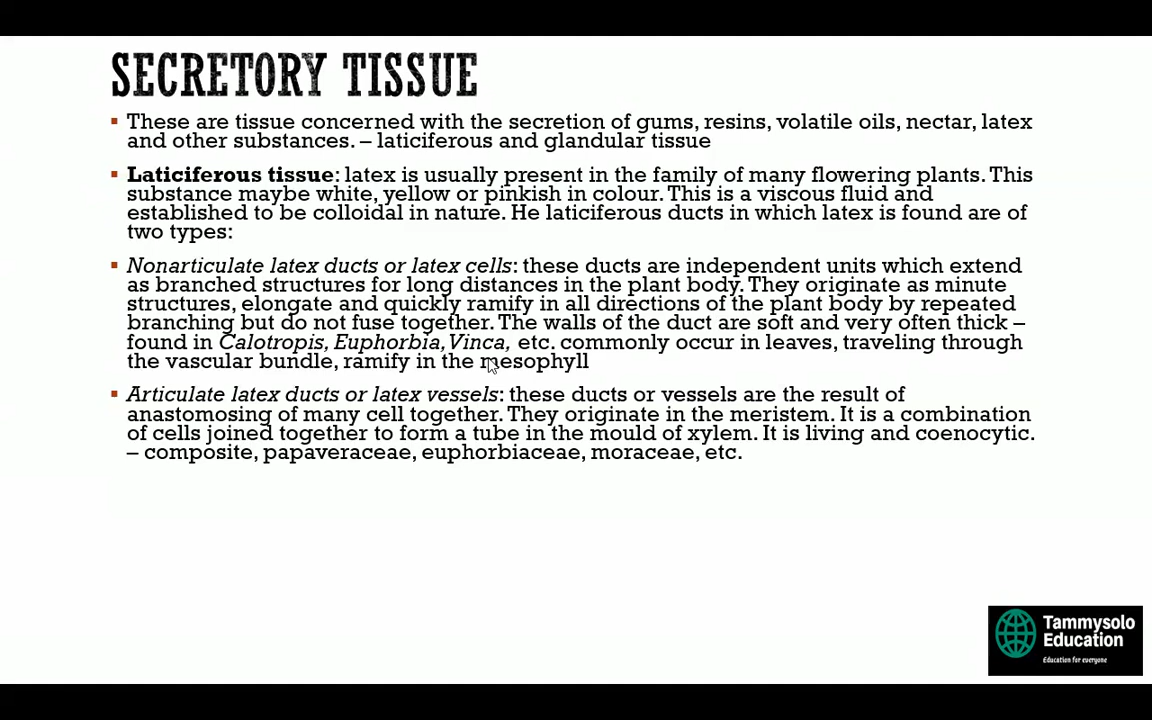 SECRETORY TISSUE
▪ These are tissue concerned with the secretion of gums, resins, volatile oils, nectar, latex
and other substances. – laticiferous and glandular tissue
▪ Laticiferous tissue: latex is usually present in the family of many flowering plants. This
substance maybe white, yellow or pinkish in colour. This is a viscous fluid and
established to be colloidal in nature. He laticiferous ducts in which latex is found are of
two types:
▪ Nonarticulate latex ducts or latex cells: these ducts are independent units which extend
as branched structures for long distances in the plant body. They originate as minute
structures, elongate and quickly ramify in all directions of the plant body by repeated
branching but do not fuse together. The walls of the duct are soft and very often thick –
found in Calotropis, Euphorbia, Vinca, etc. commonly occur in leaves, traveling through
the vascular bundle, ramify in the mesophyll
▪ Articulate latex ducts or latex vessels: these ducts or vessels are the result of
anastomosing of many cell together. They originate in the meristem. It is a combination
of cells joined together to form a tube in the mould of xylem. It is living and coenocytic.
– composite, papaveraceae, euphorbiaceae, moraceae, etc.
Tammysolo
Education
Education for everyone